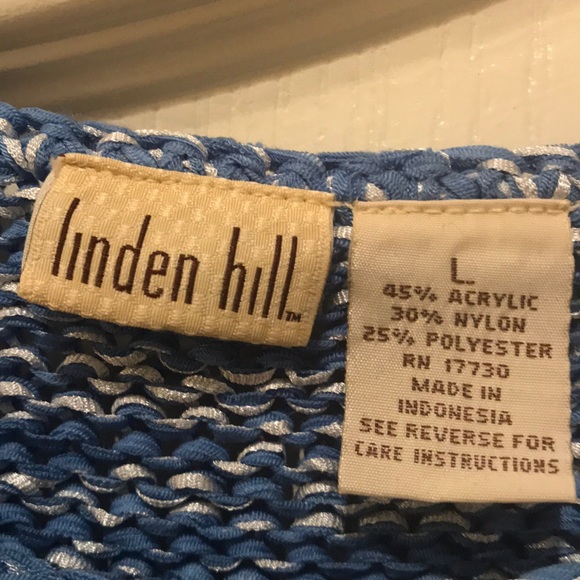 linden hill™
L
45% ACRYLIC
30% NYLON
25% POLYESTER
RN 17730
MADE IN
INDONESIA
SEE REVERSE FOR
CARE INSTRUCTIONS